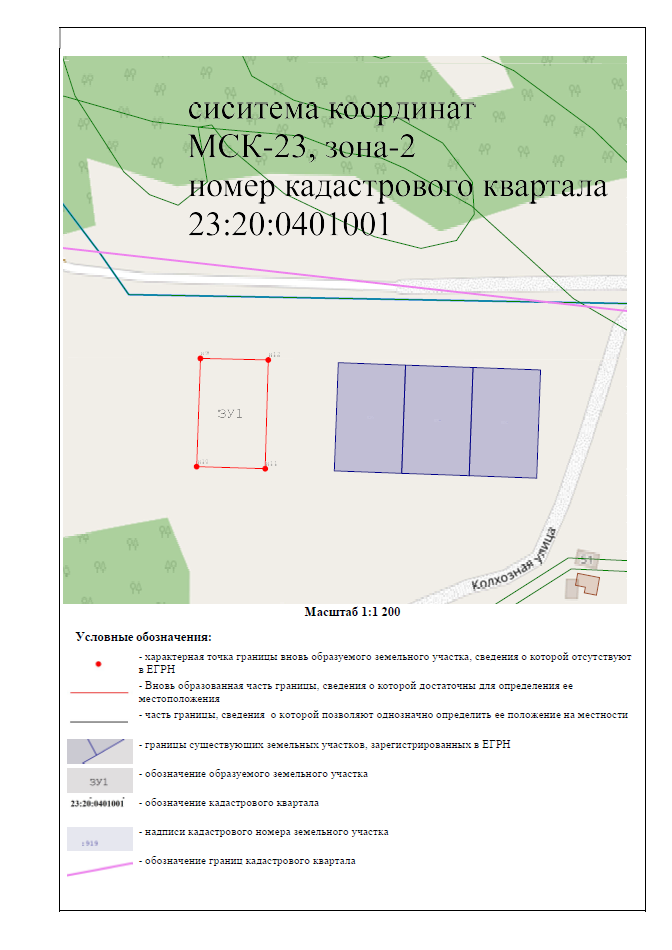 сиситема координат
МСК-23, зона-2
номер кадастрового квартала
23:20:0401001
ЗУ1
51
Колхозная улица
Масштаб 1:1 200
Условные обозначения:
- характерная точка границы вновь образуемого земельного участка, сведения о которой отсутствуют
в ЕГРН
- Вновь образованная часть границы, сведения о которой достаточны для определения ее
местоположения
- часть границы, сведения о которой позволяют однозначно определить ее положение на местности
- границы существующих земельных участков, зарегистрированных в ЕГРН
ЗУ1
- обозначение образуемого земельного участка
23:20:0401001
- обозначение кадастрового квартала
- надписи кадастрового номера земельного участка
- обозначение границ кадастрового квартала